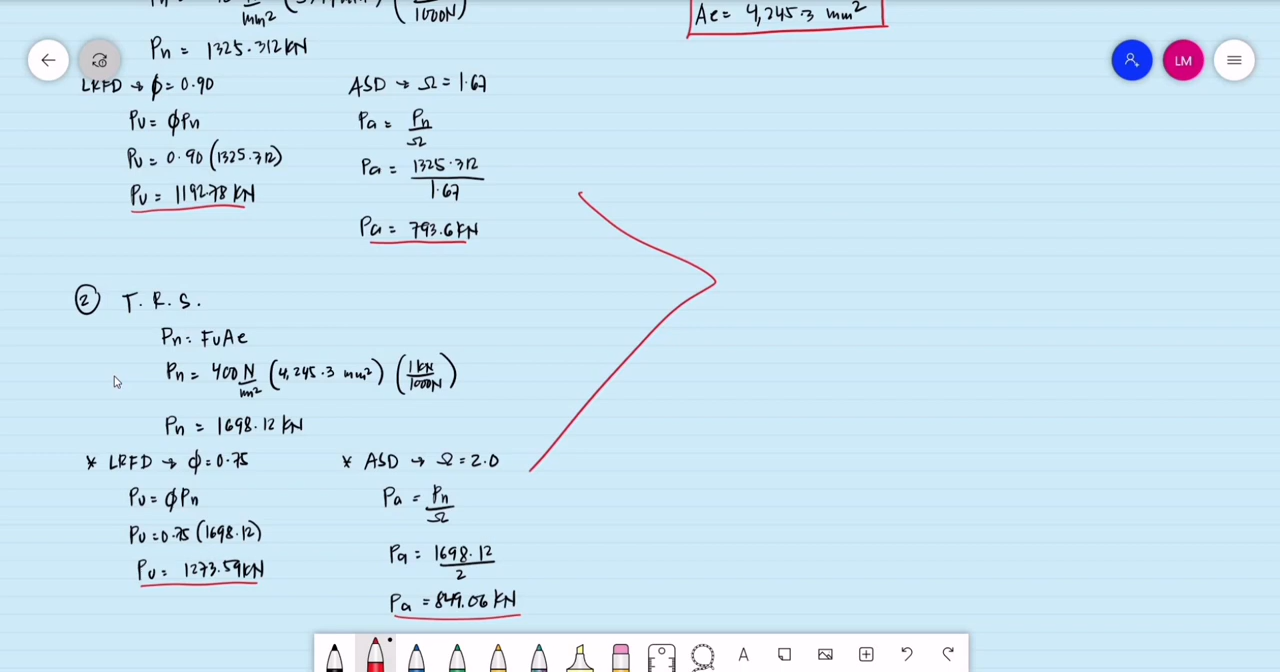 Ae = 4,245.3 mm²
mm²
1000N
Pn = 1325.312 KN
LM
LRFD → ϕ = 0.90
ASD → Ω = 1.67
Pu = ϕPn
Pa = Pn/Ω
Pu = 0.90 (1325.312)
Pa = 1325.312/1.67
Pu = 1192.78 KN
Pa = 793.6 KN
② T. R. S.
Pn = FuAe
Pn = 400 N/mm² (4,245.3 mm²) (1 KN/1000N)
Pn = 1698.12 KN
* LRFD → ϕ = 0.75
* ASD → Ω = 2.0
Pu = ϕPn
Pa = Pn/Ω
Pu = 0.75 (1698.12)
Pa = 1698.12/2
Pu = 1273.59 KN
Pa = 849.06 KN
A